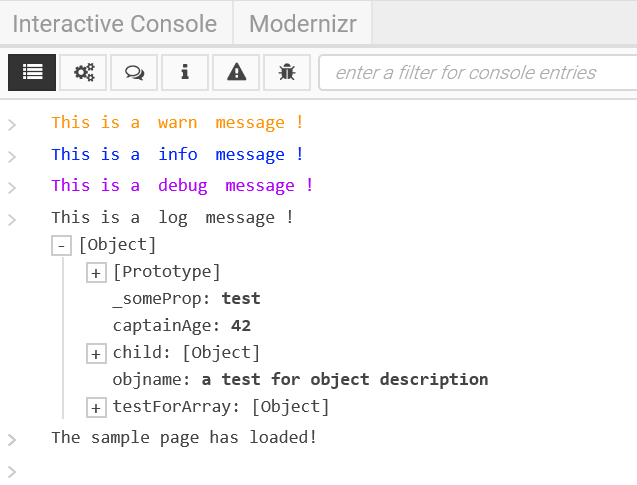 Interactive Console Modernizr
enter a filter for console entries
> This is a  warn  message !
> This is a  info  message !
> This is a  debug  message !
> This is a  log  message !
- [Object]
+ [Prototype]
_someProp: test
captainAge: 42
+ child: [Object]
objname: a test for object description
+ testForArray: [Object]
> The sample page has loaded!
>